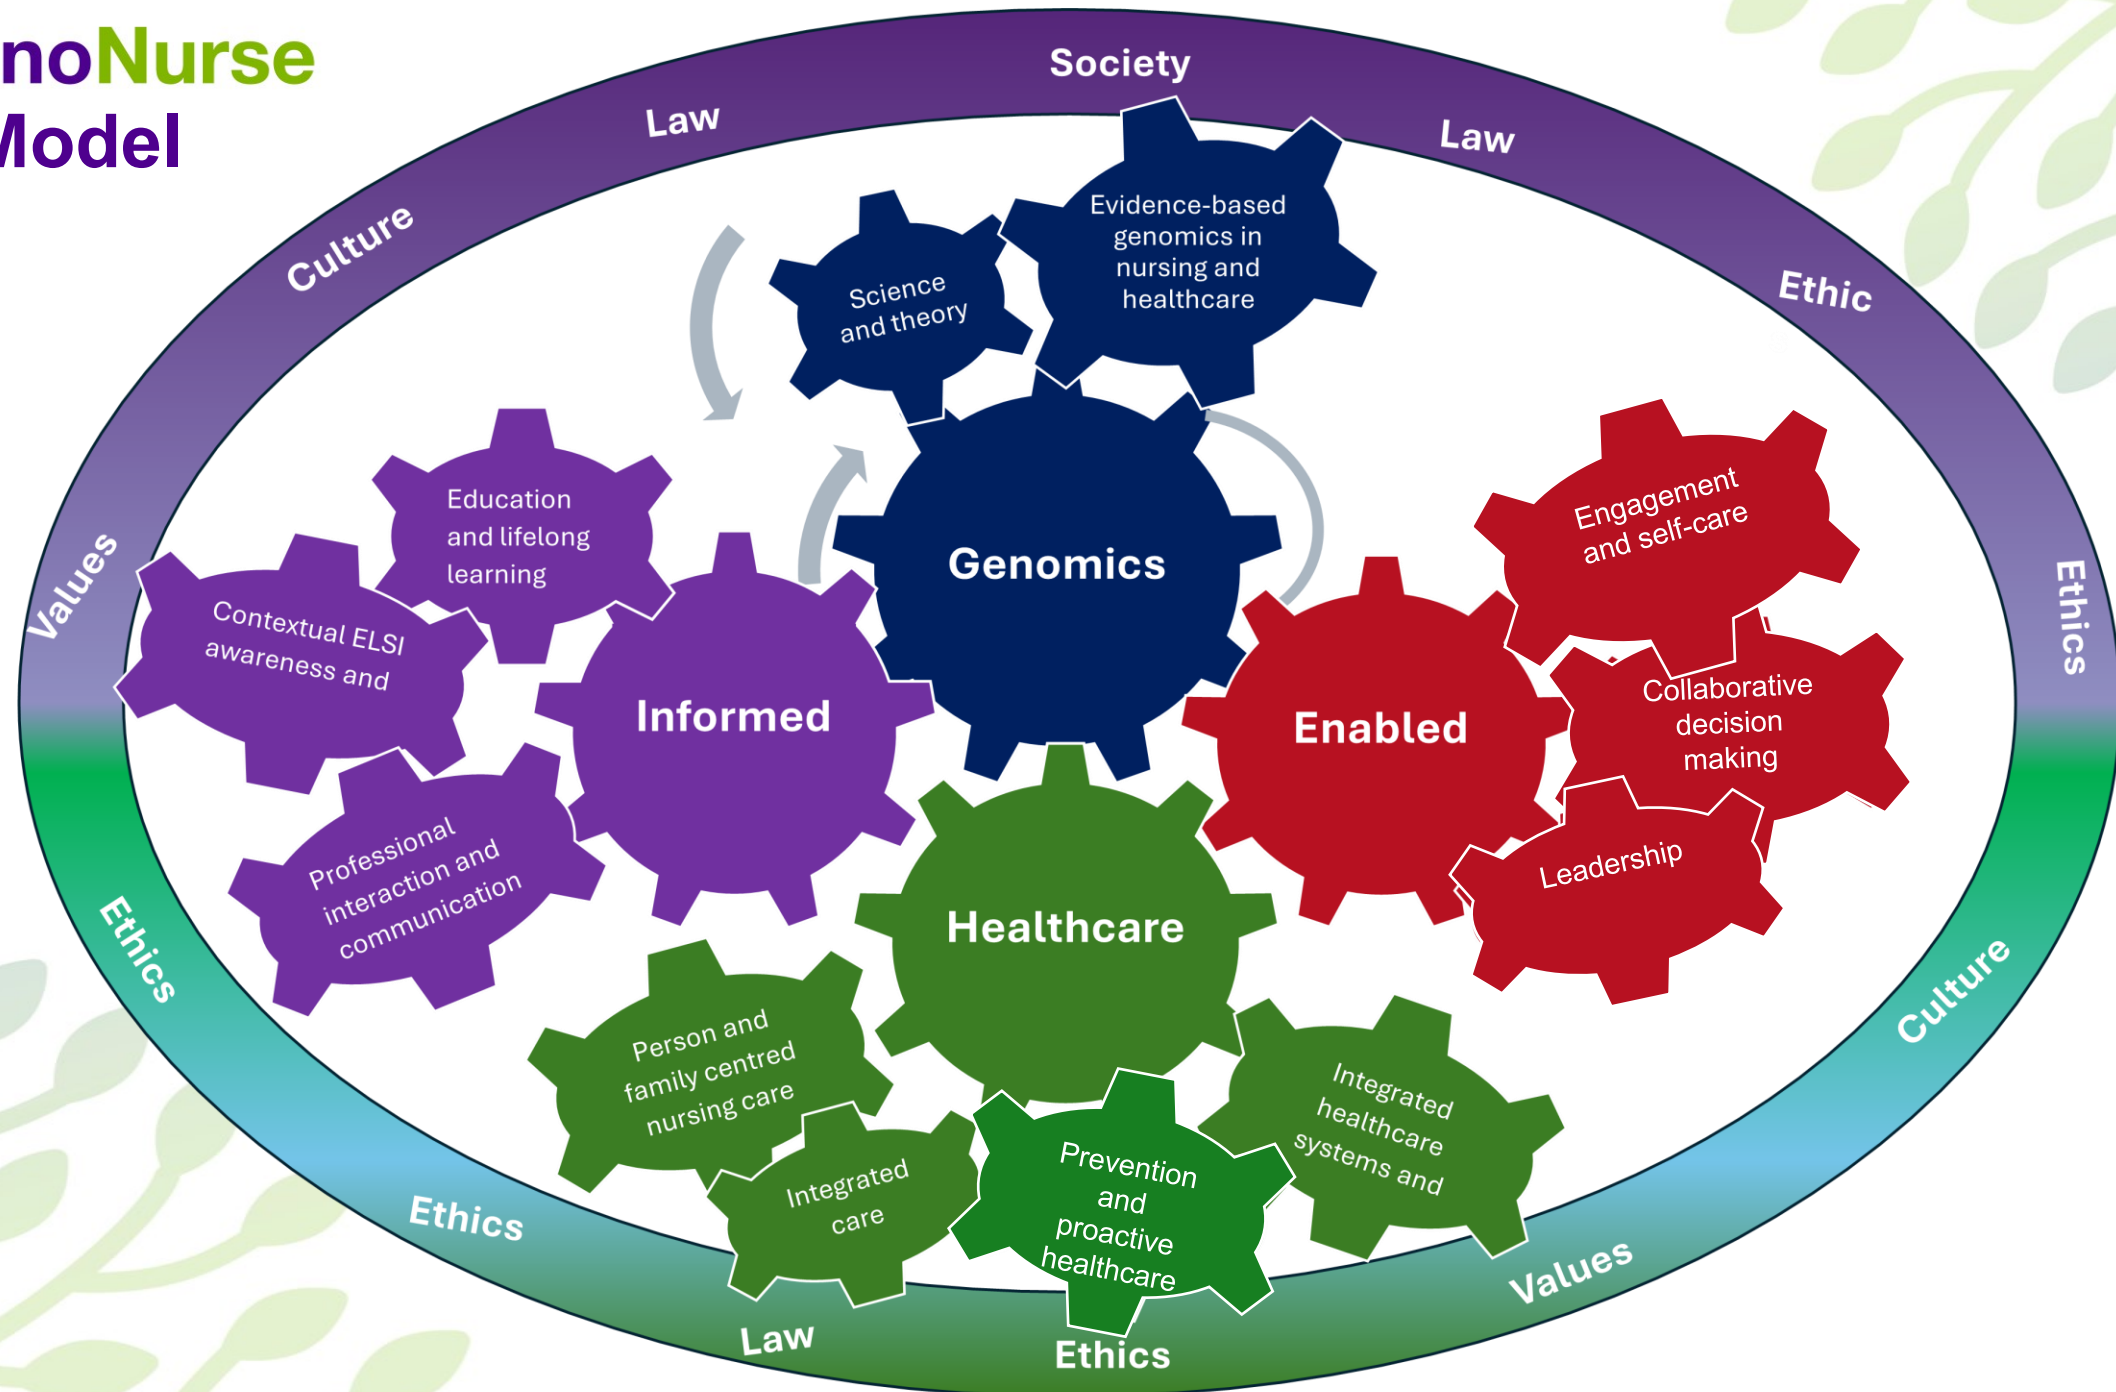 noNurse
Model
Society
Law
Law
Culture
Ethic
Values
Ethics
Ethics
Culture
Ethics
Values
Law
Ethics
Science
and theory
Evidence-based
genomics in
nursing and
healthcare
Genomics
Education
and lifelong
learning
Contextual ELSI
awareness and
Professional
interaction and
communication
Informed
Engagement
and self-care
Collaborative
decision
making
Leadership
Enabled
Healthcare
Person and
family centred
nursing care
Integrated
care
Prevention
and
proactive
healthcare
Integrated
healthcare
systems and